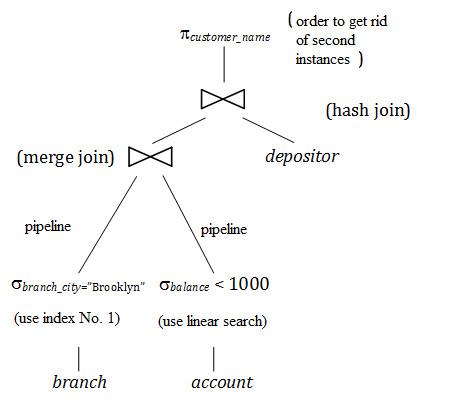 πcustomer_name
( order to get rid
of second
instances )
(hash join)
(merge join)
depositor
pipeline
pipeline
σbranch_city="Brooklyn"
σbalance < 1000
(use index No. 1)
(use linear search)
branch
account